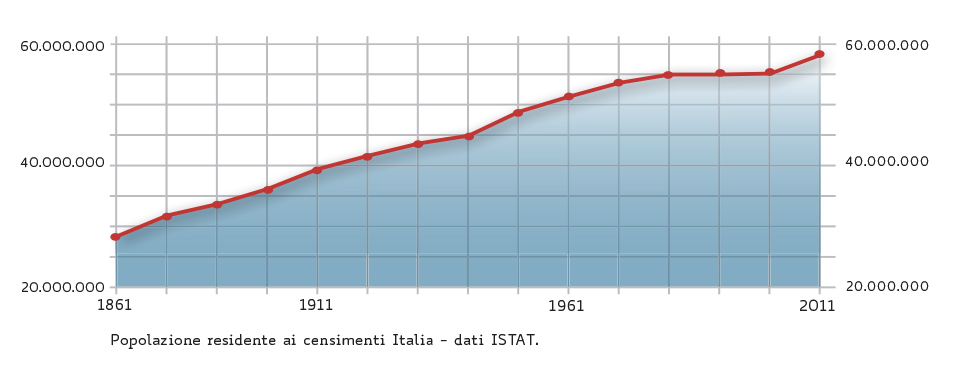 60.000.000 60.000.000
40.000.000 40.000.000
20.000.000 20.000.000
1861 1911 1961 2011
Popolazione residente ai censimenti Italia - dati ISTAT.